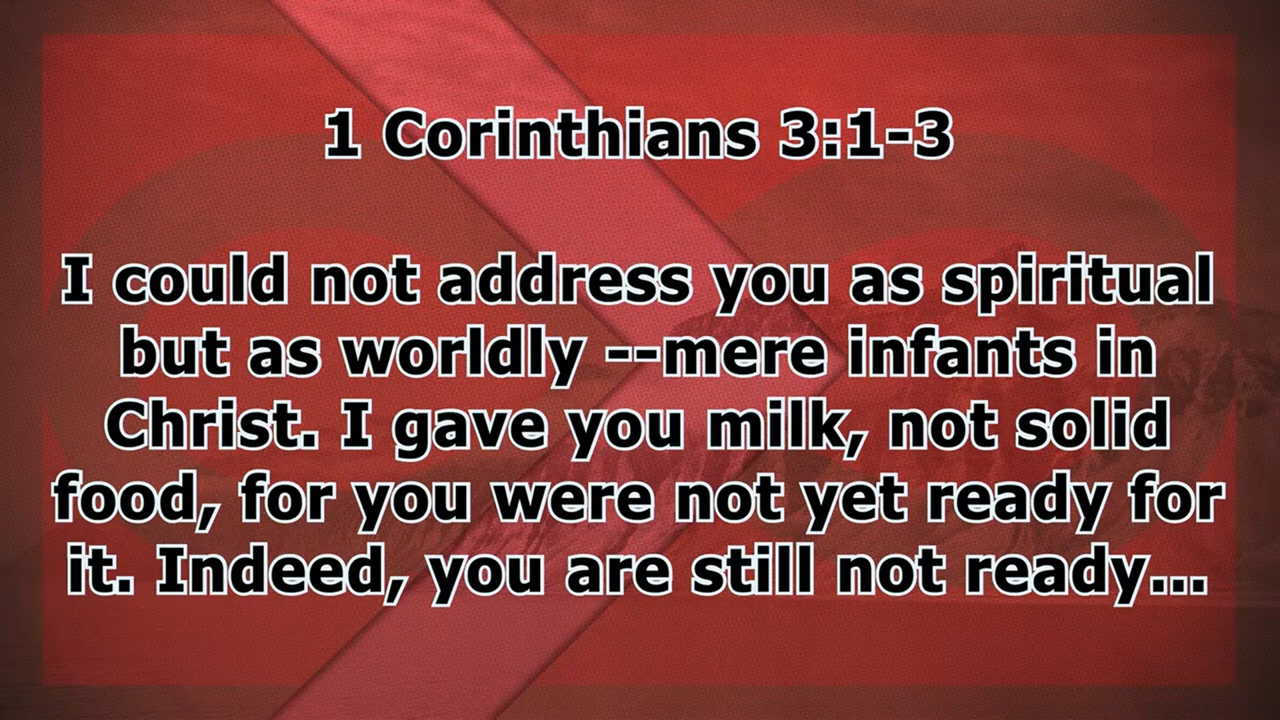 1 Corinthians 3:1-3
I could not address you as spiritual
but as worldly --mere infants in
Christ. I gave you milk, not solid
food, for you were not yet ready for
it. Indeed, you are still not ready...